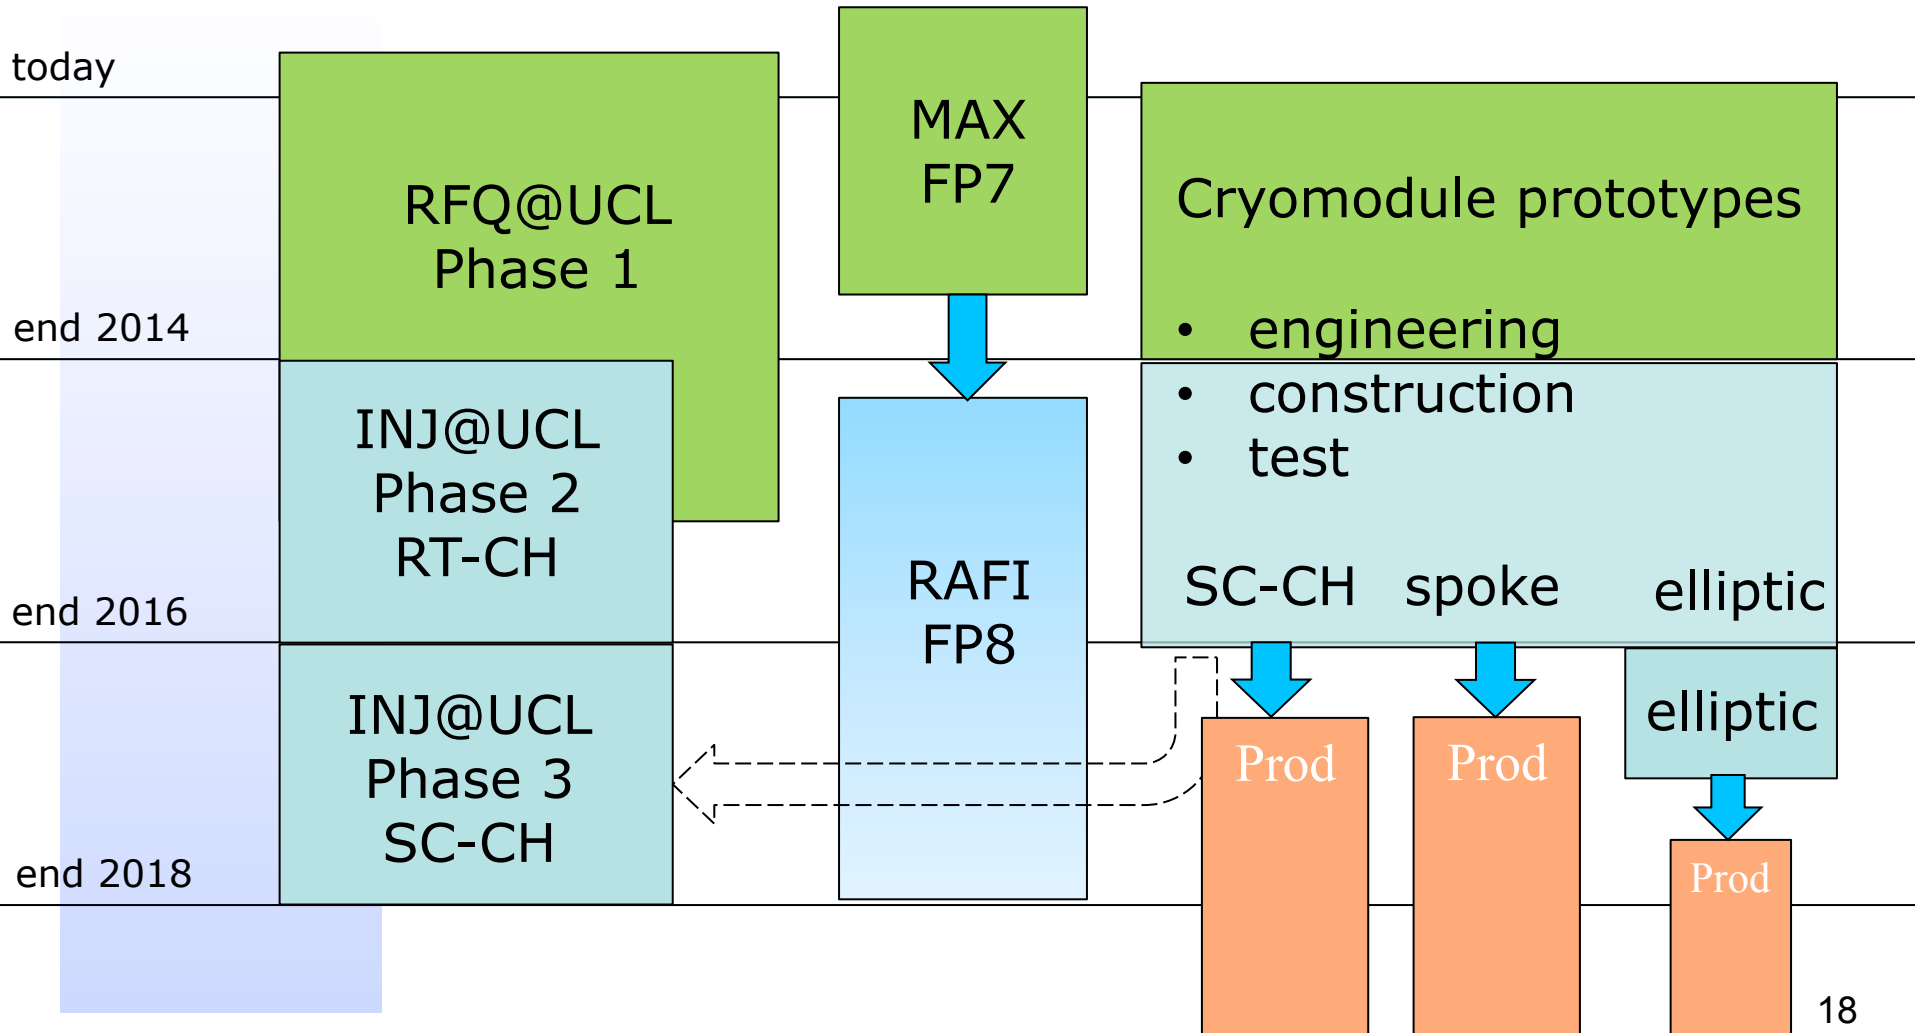 today
RFQ@UCL
Phase 1
MAX
FP7
Cryomodule prototypes
• engineering
• construction
• test
SC-CH spoke elliptic
end 2014
INJ@UCL
Phase 2
RT-CH
RAFI
FP8
end 2016
INJ@UCL
Phase 3
SC-CH
elliptic
Prod
Prod
Prod
end 2018
18